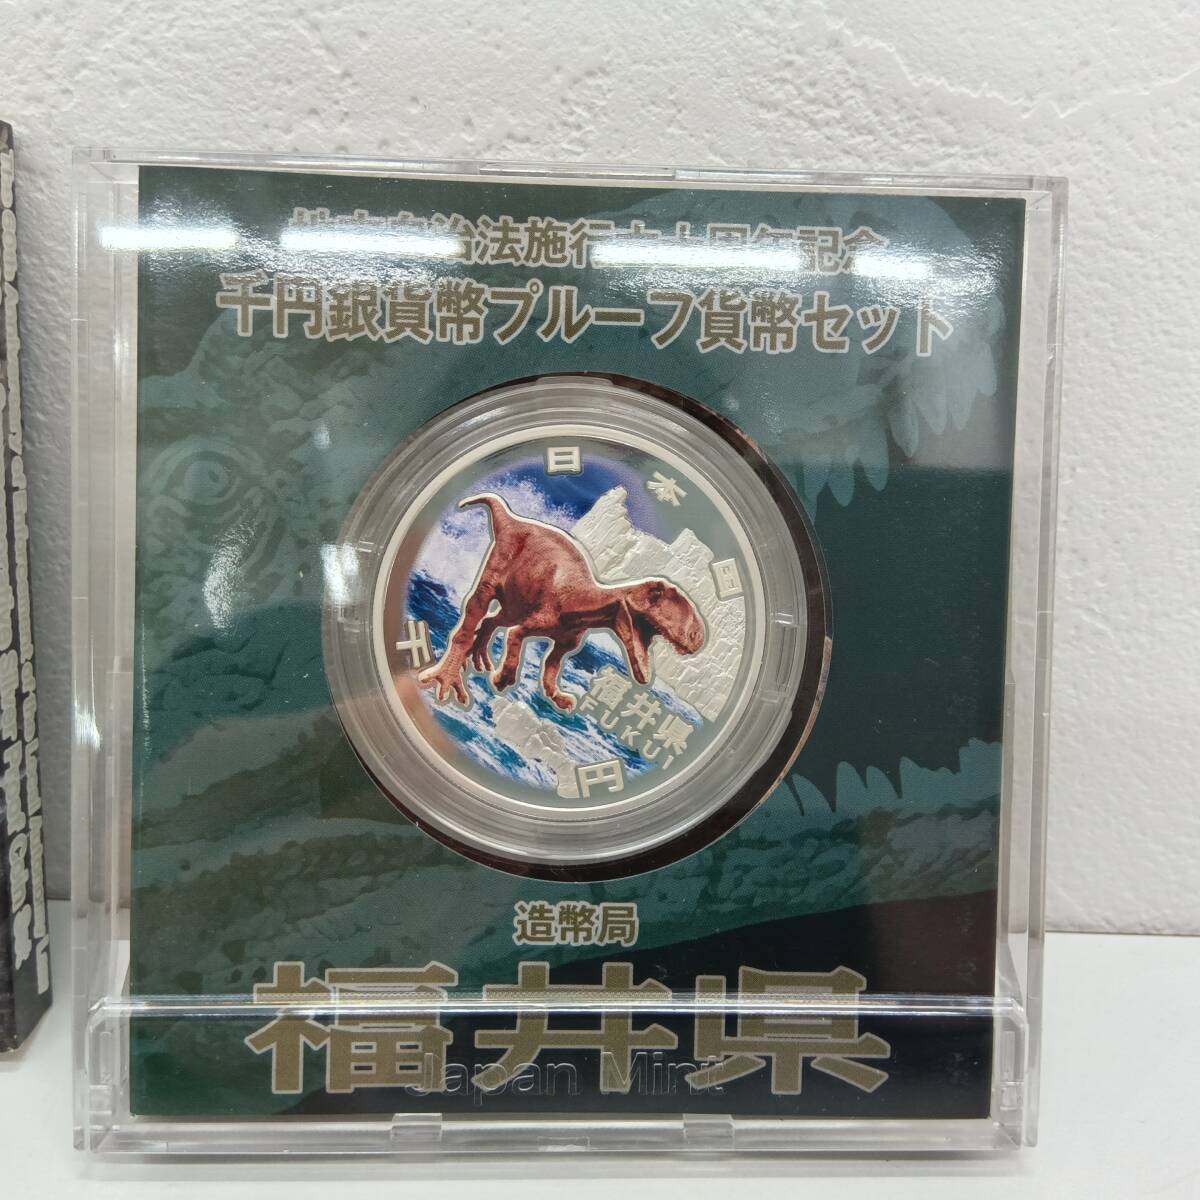 地方自治法施行六十周年記念
千円銀貨幣プルーフ貨幣セット
日本国
千円
福井県
FUKUI
造幣局
福井県
Japan Mint